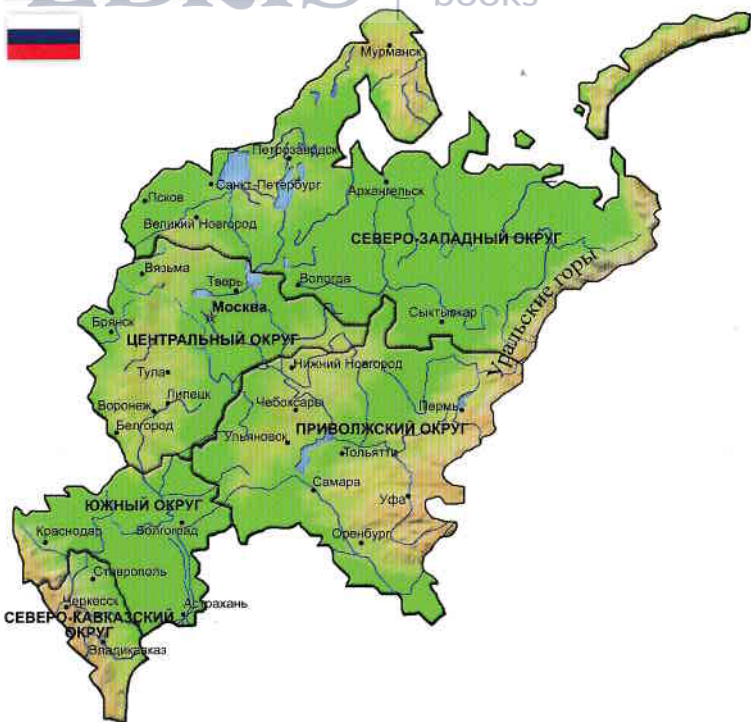 books
Мурманск
Петрозаводск
Санкт-Петербург
Архангельск
Псков
Великий Новгород
СЕВЕРО-ЗАПАДНЫЙ ОКРУГ
Уральские горы
Вязьма
Тверь
Вологда
Москва
Сыктывкар
Брянск
ЦЕНТРАЛЬНЫЙ ОКРУГ
Нижний Новгород
Тула
Липецк
Чебоксары
Пермь
Воронеж
Белгород
Ульяновск
ПРИВОЛЖСКИЙ ОКРУГ
Тольятти
Самара
Уфа
ЮЖНЫЙ ОКРУГ
Краснодар
Волгоград
Оренбург
Ставрополь
Черкесск
Астрахань
СЕВЕРО-КАВКАЗСКИЙ
ОКРУГ
Владикавказ